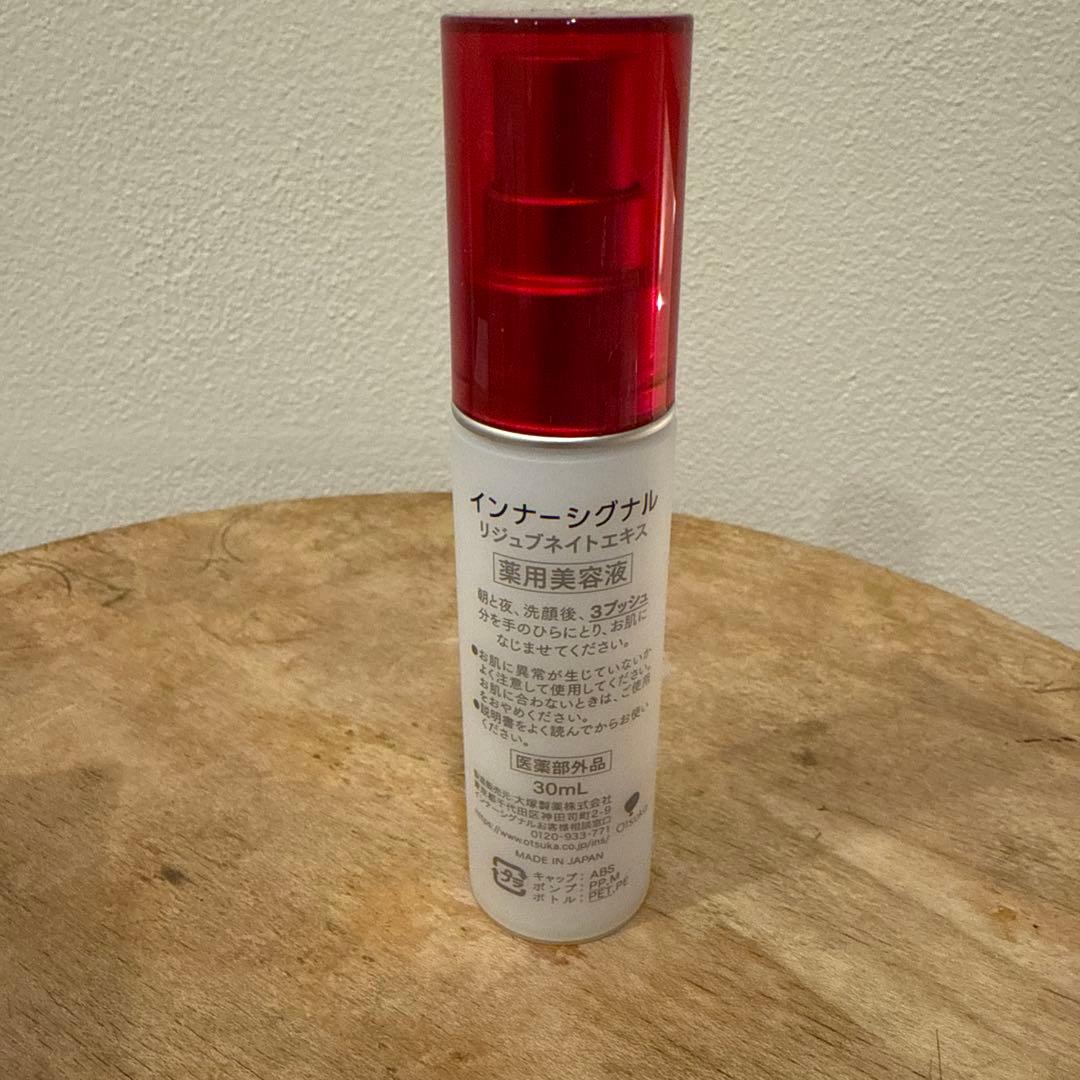 インナーシグナル
リジュブネイトエキス
薬用美容液
朝と夜、洗顔後、3プッシュ
分を手のひらにとり、お肌に
なじませてください。
●お肌に異常が生じていないか
よく注意して使用してください。
お肌に合わないときは、ご使用
をおやめください。
●説明書をよく読んでからお使い
ください。
医薬部外品
30mL
製造販売元・大塚製薬株式会社
東京都千代田区神田司町2-9
インナーシグナルお客様相談窓口
0120-933-771
https://www.otsuka.co.jp/ins/
Otsuka
MADE IN JAPAN
プラ
キャップ：ABS
ポンプ：PP,M
ボトル：PET,PE